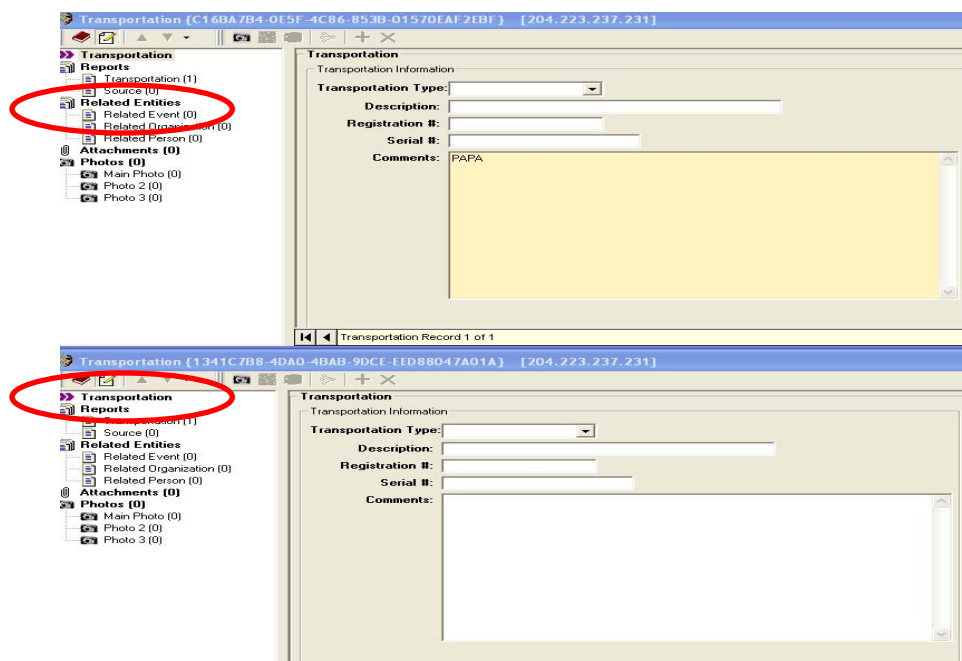 Transportation {C16BA7B4-0E5F-4C86-853B-01570EAF2EBF} [204.223.237.231]
Transportation
Reports
Transportation (1)
Source (0)
Related Entities
Related Event (0)
Related Organization (0)
Related Person (0)
Attachments (0)
Photos (0)
Main Photo (0)
Photo 2 (0)
Photo 3 (0)
Transportation
Transportation Information
Transportation Type:
Description:
Registration #:
Serial #:
Comments: PAPA
Transportation Record 1 of 1
Transportation {1341C7B8-4DA0-4BAB-9DCE-EED88047A01A} [204.223.237.231]
Transportation
Reports
Transportation (1)
Source (0)
Related Entities
Related Event (0)
Related Organization (0)
Related Person (0)
Attachments (0)
Photos (0)
Main Photo (0)
Photo 2 (0)
Photo 3 (0)
Transportation
Transportation Information
Transportation Type:
Description:
Registration #:
Serial #:
Comments: